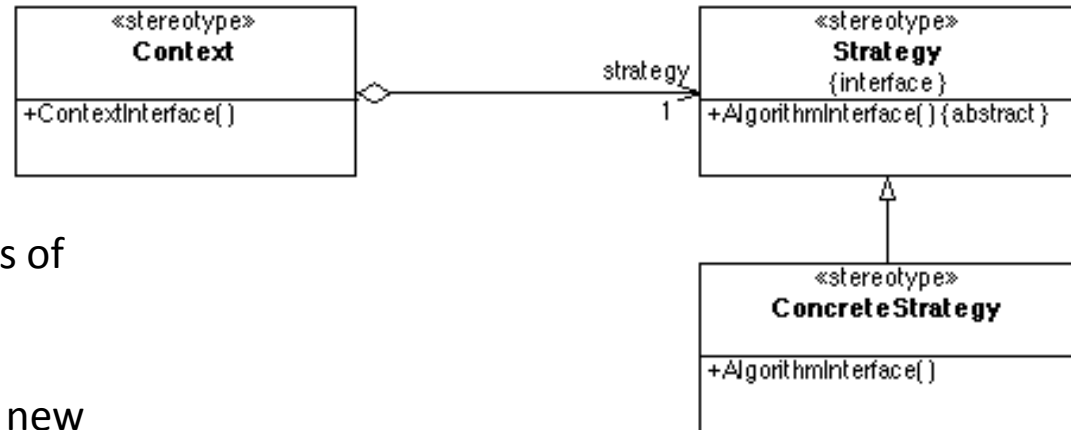 «stereotype»
Context
+ContextInterface()
strategy
1
«stereotype»
Strategy
{interface}
+AlgorithmInterface() {abstract}
s of
new
«stereotype»
ConcreteStrategy
+AlgorithmInterface()